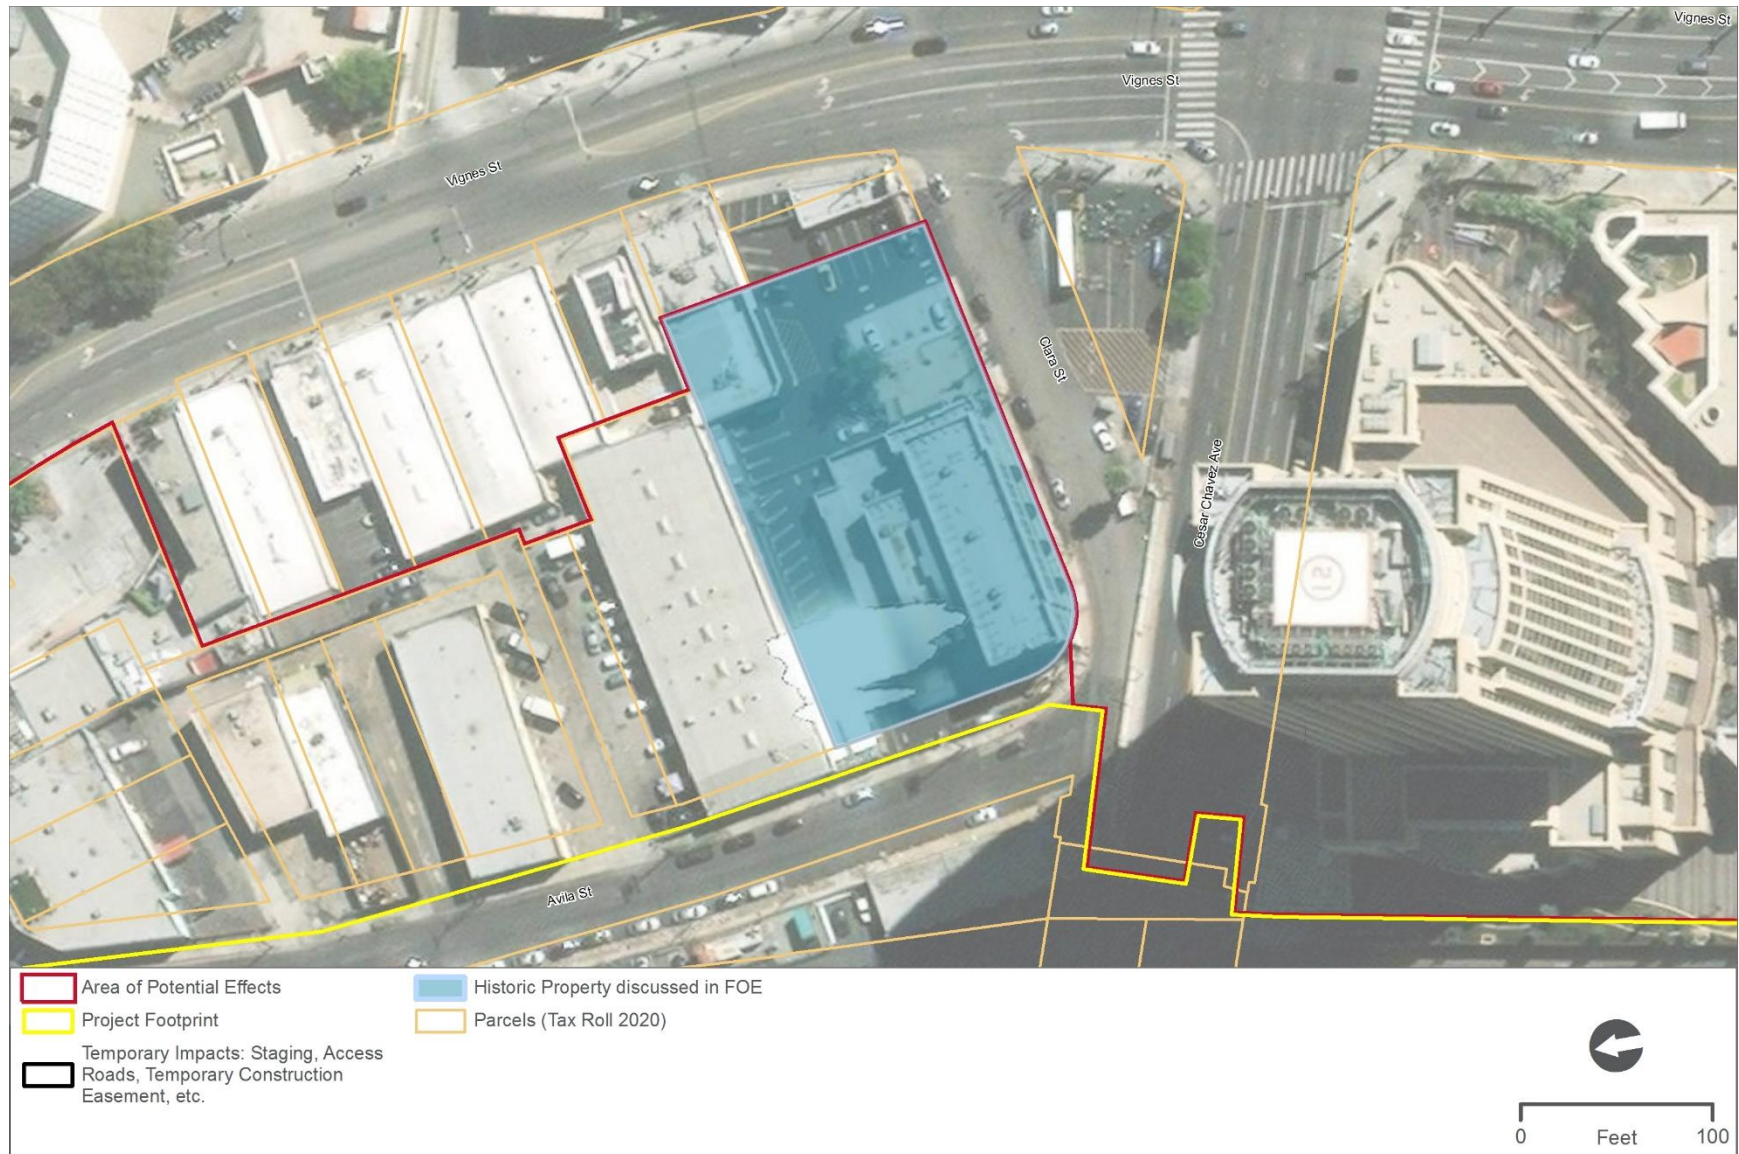 Vignes St
Vignes St
Vignes St
Clara St
Cesar Chavez Ave
Avila St
Area of Potential Effects
Project Footprint
Temporary Impacts: Staging, Access
Roads, Temporary Construction
Easement, etc.
Historic Property discussed in FOE
Parcels (Tax Roll 2020)
0 Feet 100